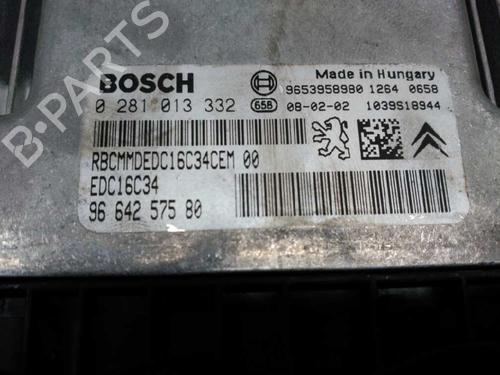 B-PARTS
BOSCH
Made in Hungary
9653958980 1264 0658
0 281 013 332
658 08-02-02 1039S18944
RBCMMDEDC16C34CEM 00
EDC16C34
96 642 575 80